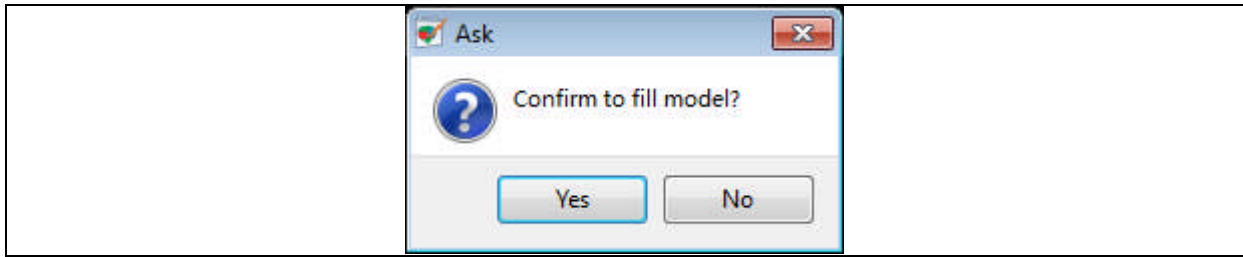 Ask
Confirm to fill model?
Yes No